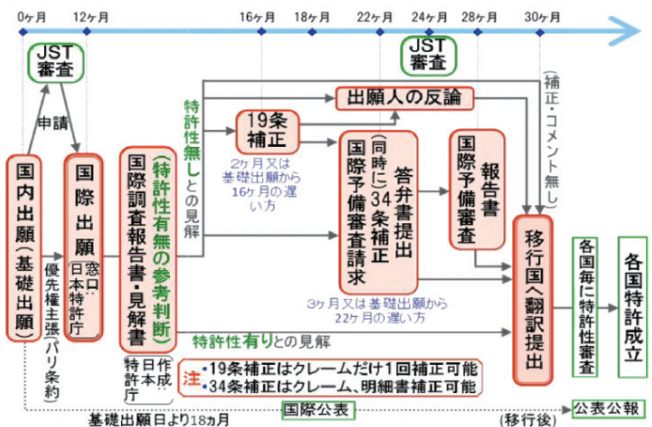 0ヶ月
12ヶ月
16ヶ月
18ヶ月
22ヶ月
24ヶ月
28ヶ月
30ヶ月
JST
審査
JST
審査
申請
国内出願(基礎出願)
優先権主張(パリ条約)
国際出願
(窓口:
日本特許庁)
国際調査報告書・見解書
(特許性有無の参考判断)
(作成:
日本
特許庁)
特許性無しとの見解
19条
補正
2ヶ月又は
基礎出願から
16ヶ月の遅
い方
出願人の反論
国際予備審査請求
(同時に)34条補正
答弁書提出
3ヶ月又は基礎出願から
22ヶ月の遅い方
国際予備審査
報告書
(補正・コメント無し)
移行国へ翻訳提出
各国毎に特許性審査
各国特許成立
特許性有りとの見解
注
・19条補正はクレームだけ1回補正可能
・34条補正はクレーム、明細書補正可能
基礎出願日より18ヵ月
国際公表
(移行後)
公表公報